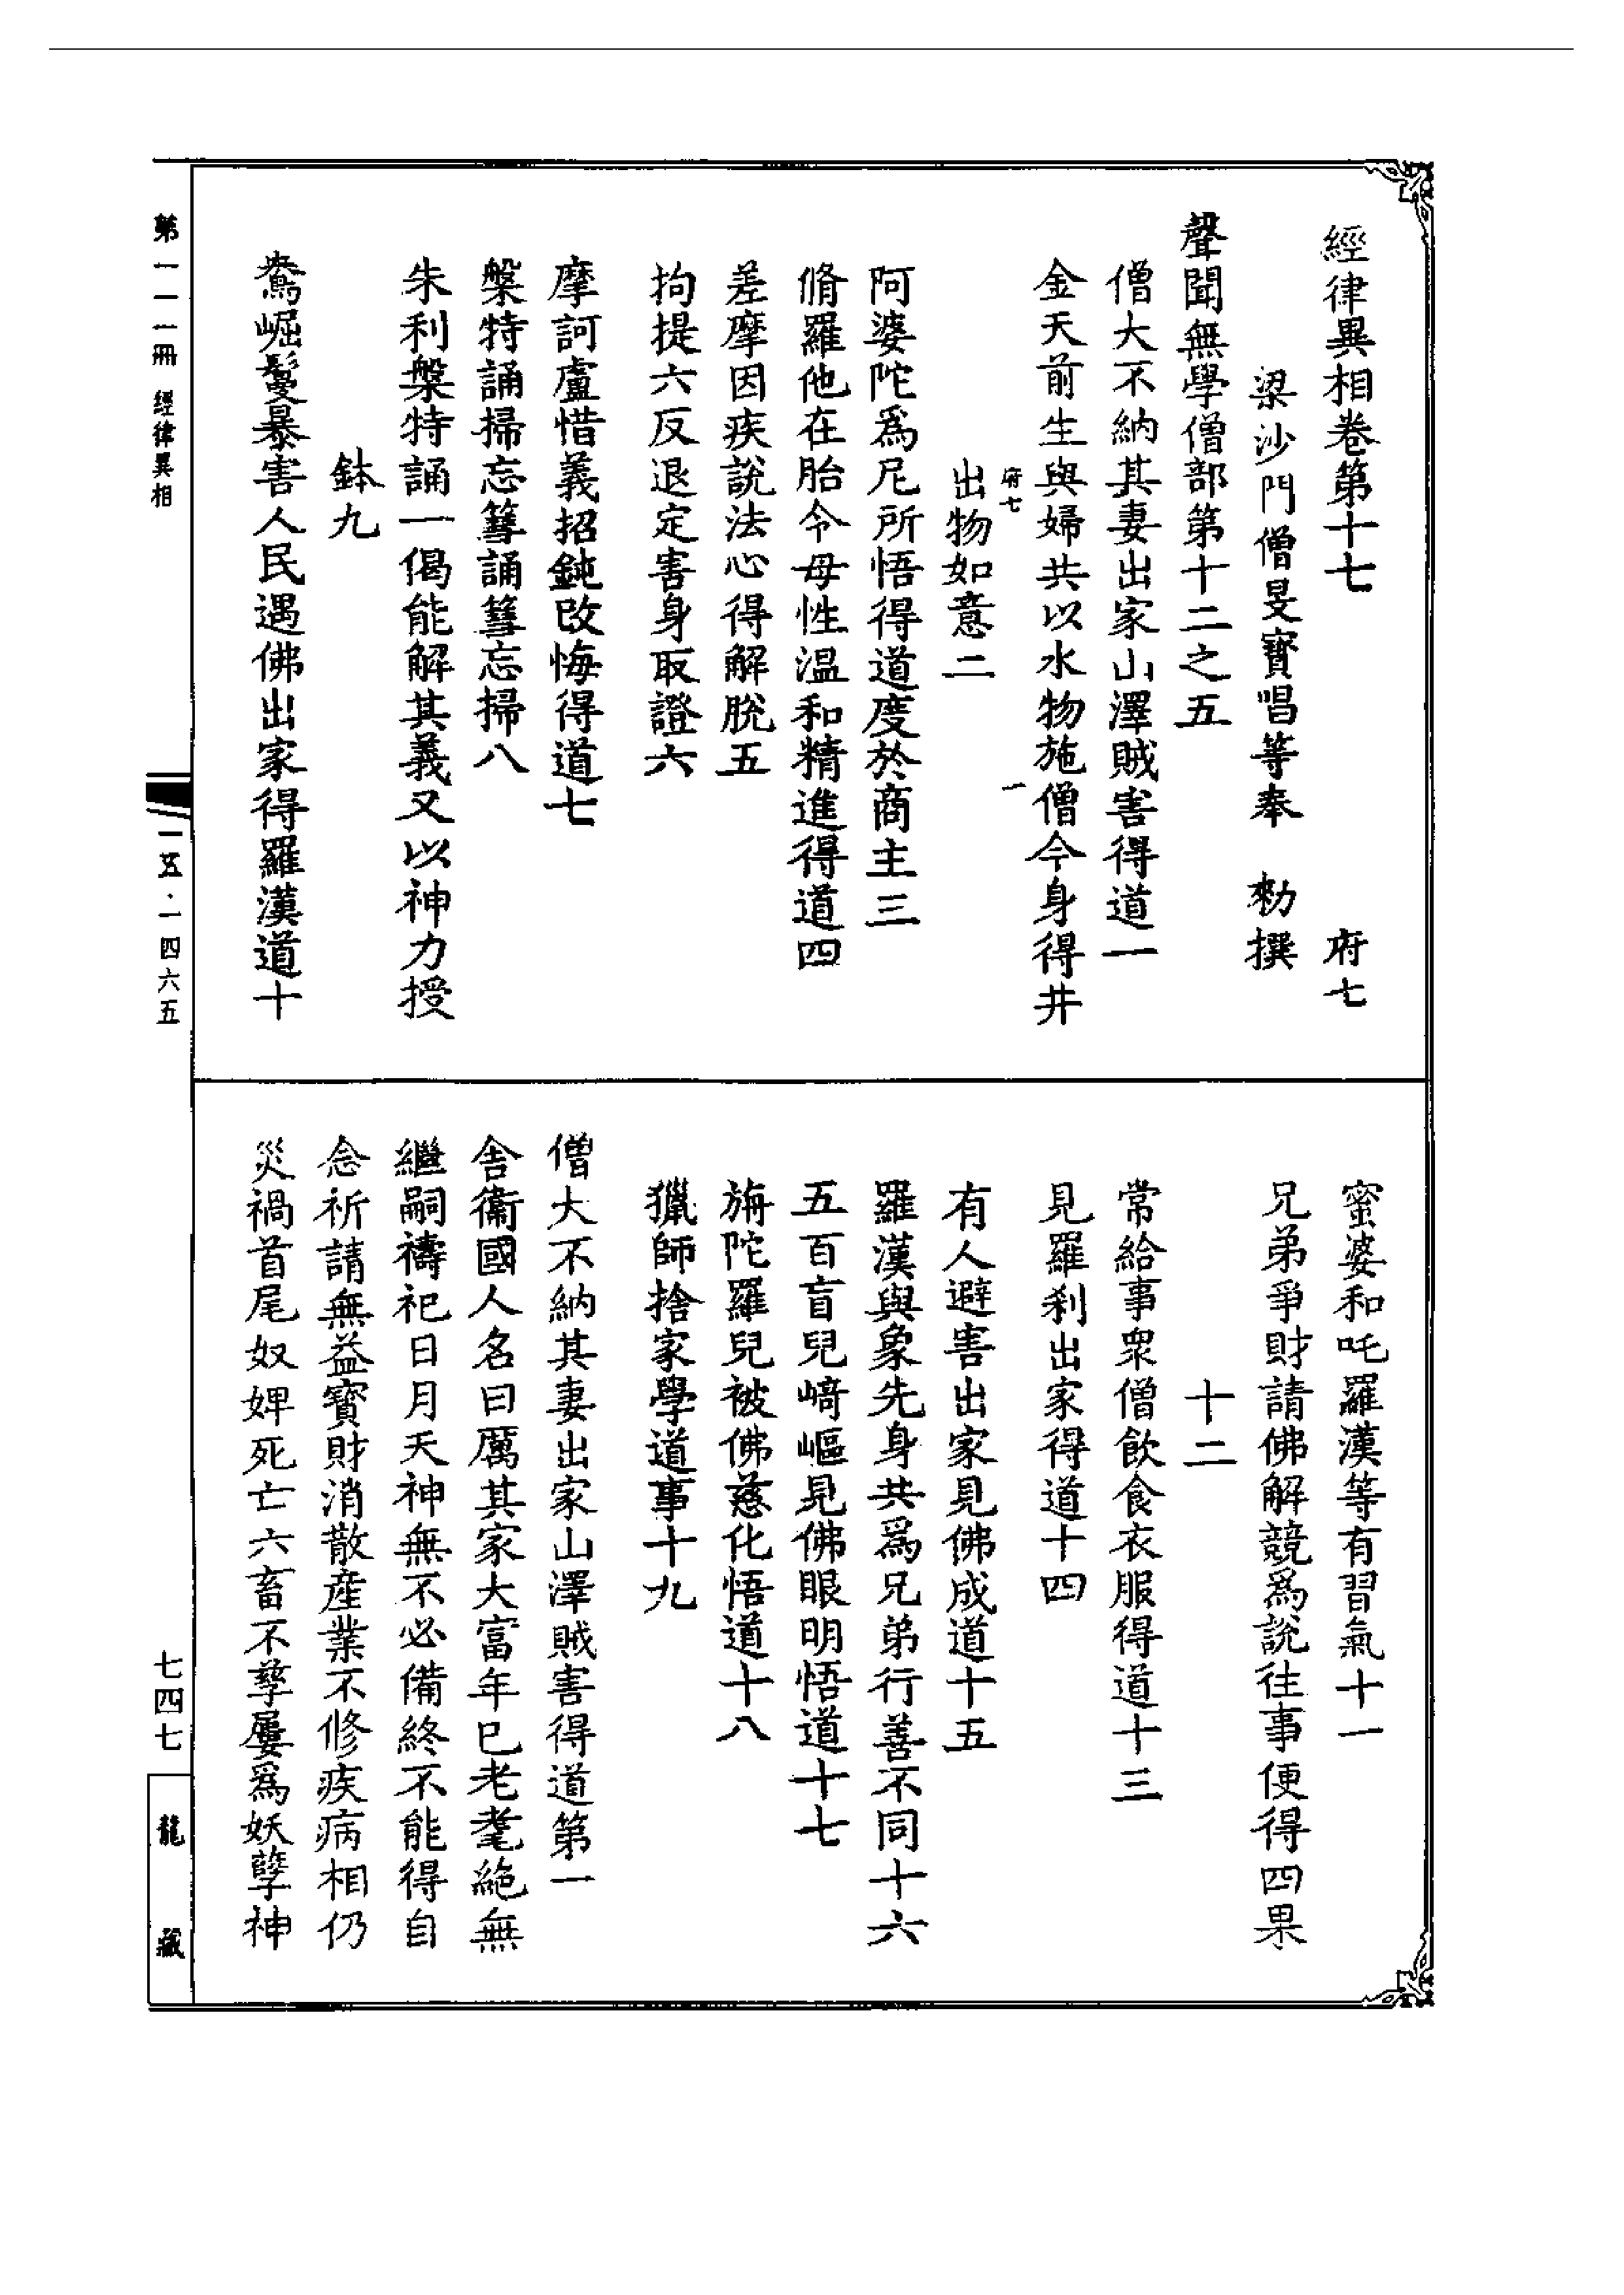 經律異相卷第十七 府七
梁沙門僧旻寶唱等奉 勑撰
聲聞無學僧部第十二之五
僧大不納其妻出家山澤賊害得道一
金天前生與婦共以水物施僧今身得井
府七 一
出物如意二
阿婆陀爲尼所悟得道度於商主三
脩羅他在胎令母性溫和精進得道四
差摩因疾說法心得解脫五
拘提六反退定害身取證六
摩訶盧惜義招鈍改悔得道七
槃特誦掃忘篲誦篲忘掃八
朱利槃特誦一偈能解其義又以神力授
鉢九
鴦崛鬘暴害人民遇佛出家得羅漢道十
蜜婆和吒羅漢等有習氣十一
兄弟爭財請佛解競爲說往事便得四果
十二
常給事衆僧飲食衣服得道十三
見羅刹出家得道十四
有人避害出家見佛成道十五
羅漢與象先身共爲兄弟行善不同十六
五百盲兒崎嶇見佛眼明悟道十七
旃陀羅兒被佛慈化悟道十八
獵師捨家學道事十九
僧大不納其妻出家山澤賊害得道第一
舍衞國人名曰厲其家大富年已老耄絕無
繼嗣禱祀日月天神無不必備終不能得自
念祈請無益寶財消散産業不修疾病相仍
災禍首尾奴婢死亡六畜不孳屢爲妖孽神
第一一一冊 經律異相
一五·一四六五
七四七
龍藏